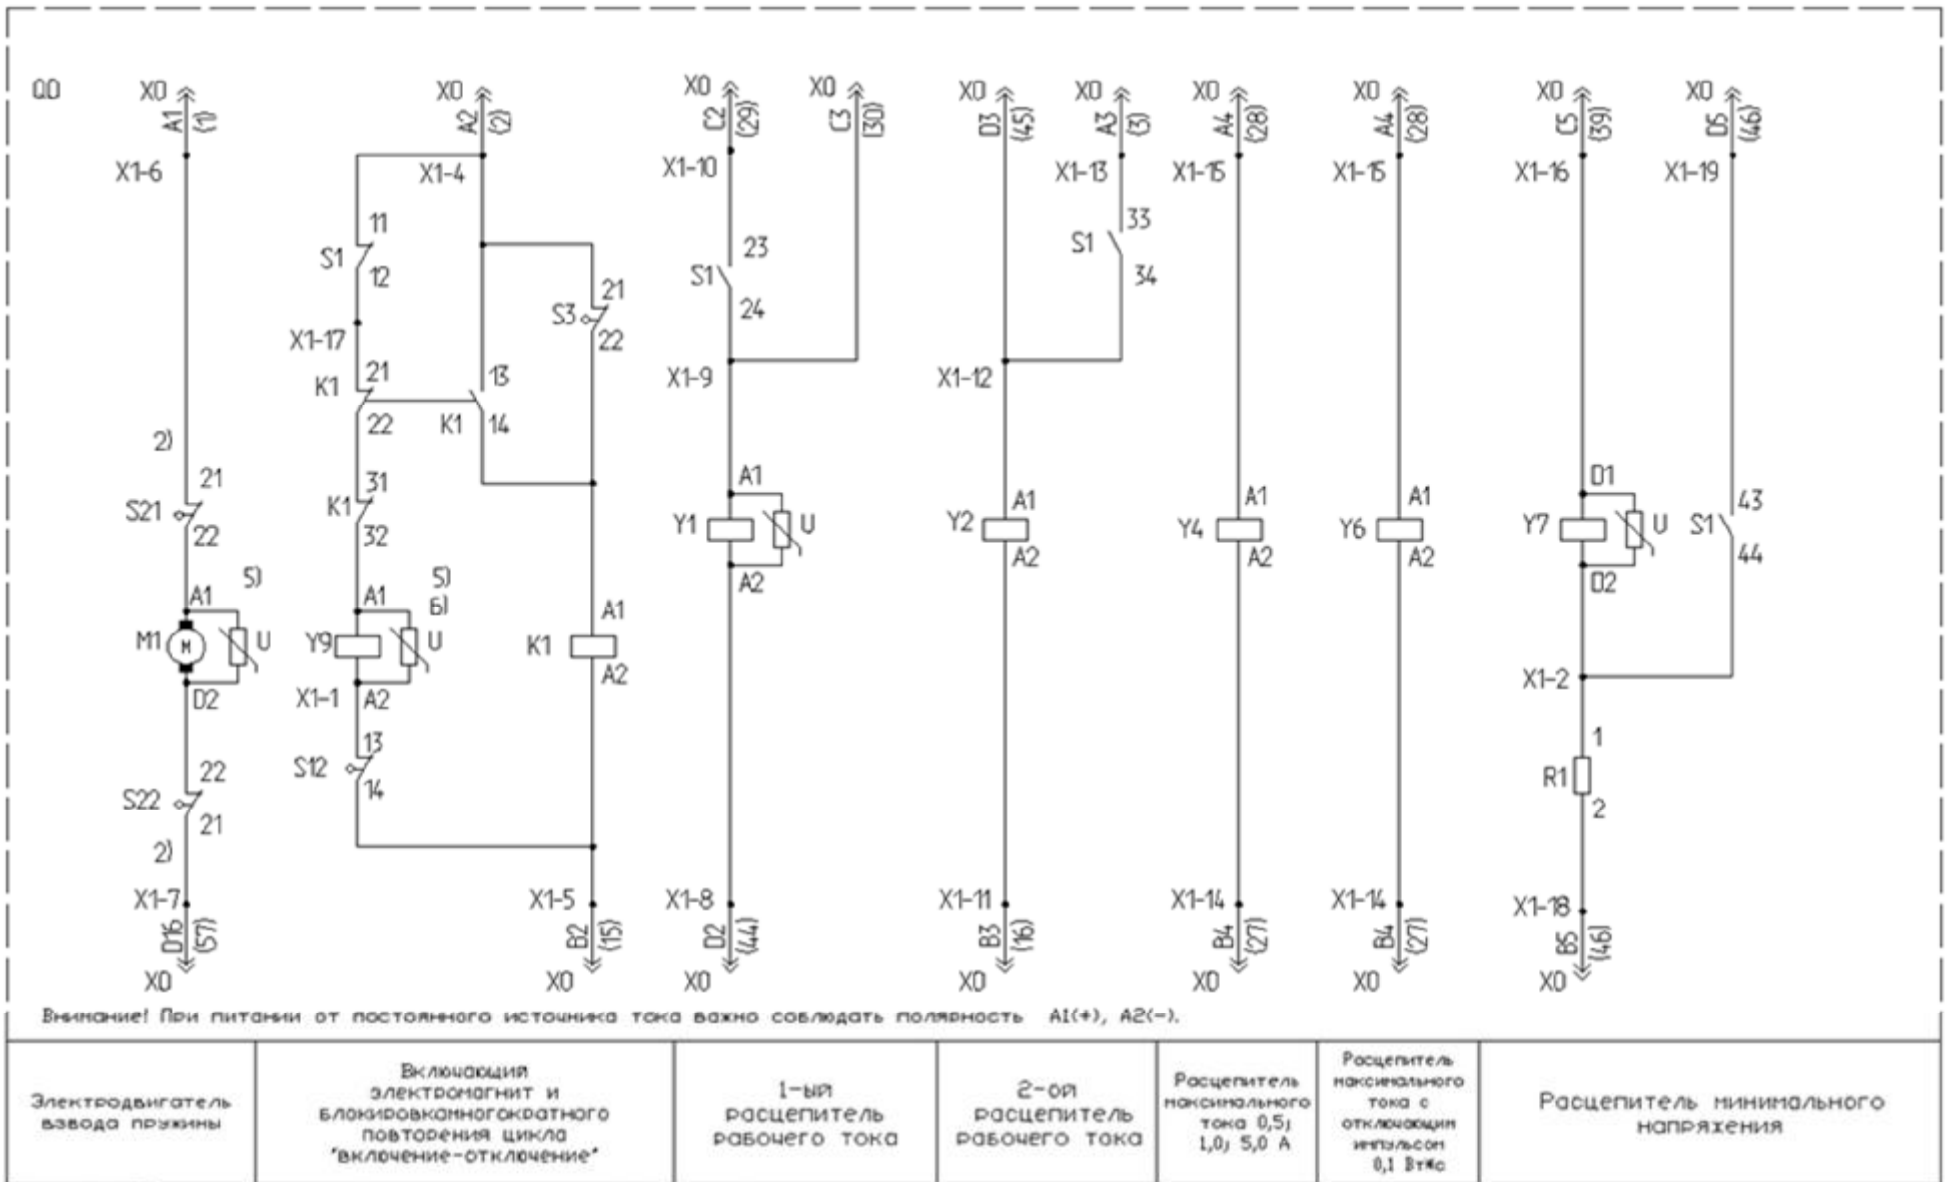 QD
X0
X0
X0
X0
X0
X0
X0
X0
X0
X0
A1
(1)
A2
(2)
C2
(29)
C3
(30)
D3
(45)
A3
(3)
A4
(28)
A4
(28)
C5
(39)
D5
(46)
X1-6
X1-4
X1-10
X1-13
X1-15
X1-15
X1-16
X1-19
11
S1
12
33
S1
34
23
S1
24
21
S3
22
X1-17
X1-9
X1-12
21
K1
22
13
K1
14
2)
21
S21
22
31
K1
32
A1
Y1
U
A2
A1
Y2
A2
A1
Y4
A2
A1
Y6
A2
D1
Y7
U
D2
43
S1
44
5)
A1
M1
M
U
D2
5)
6)
A1
Y9
U
X1-1
A2
A1
K1
A2
X1-2
13
S12
14
1
R1
2
22
S22
21
2)
X1-7
X1-5
X1-8
X1-11
X1-14
X1-14
X1-18
D16
(57)
B2
(15)
D2
(44)
B3
(16)
B4
(27)
B4
(27)
B5
(46)
X0
X0
X0
X0
X0
X0
X0
Внимание! При питании от постоянного источника тока важно соблюдать полярность A1(+), A2(-).
Электродвигатель
взвода пружины
Включающий
электромагнит и
блокировкамногократного
повторения цикла
"включение-отключение"
1-ый
расцепитель
рабочего тока
2-ой
расцепитель
рабочего тока
Расцепитель
максимального
тока 0,5;
1,0; 5,0 А
Расцепитель
максимального
тока с
отключающим
импульсом
0,1 Вт*с
Расцепитель минимального
напряжения